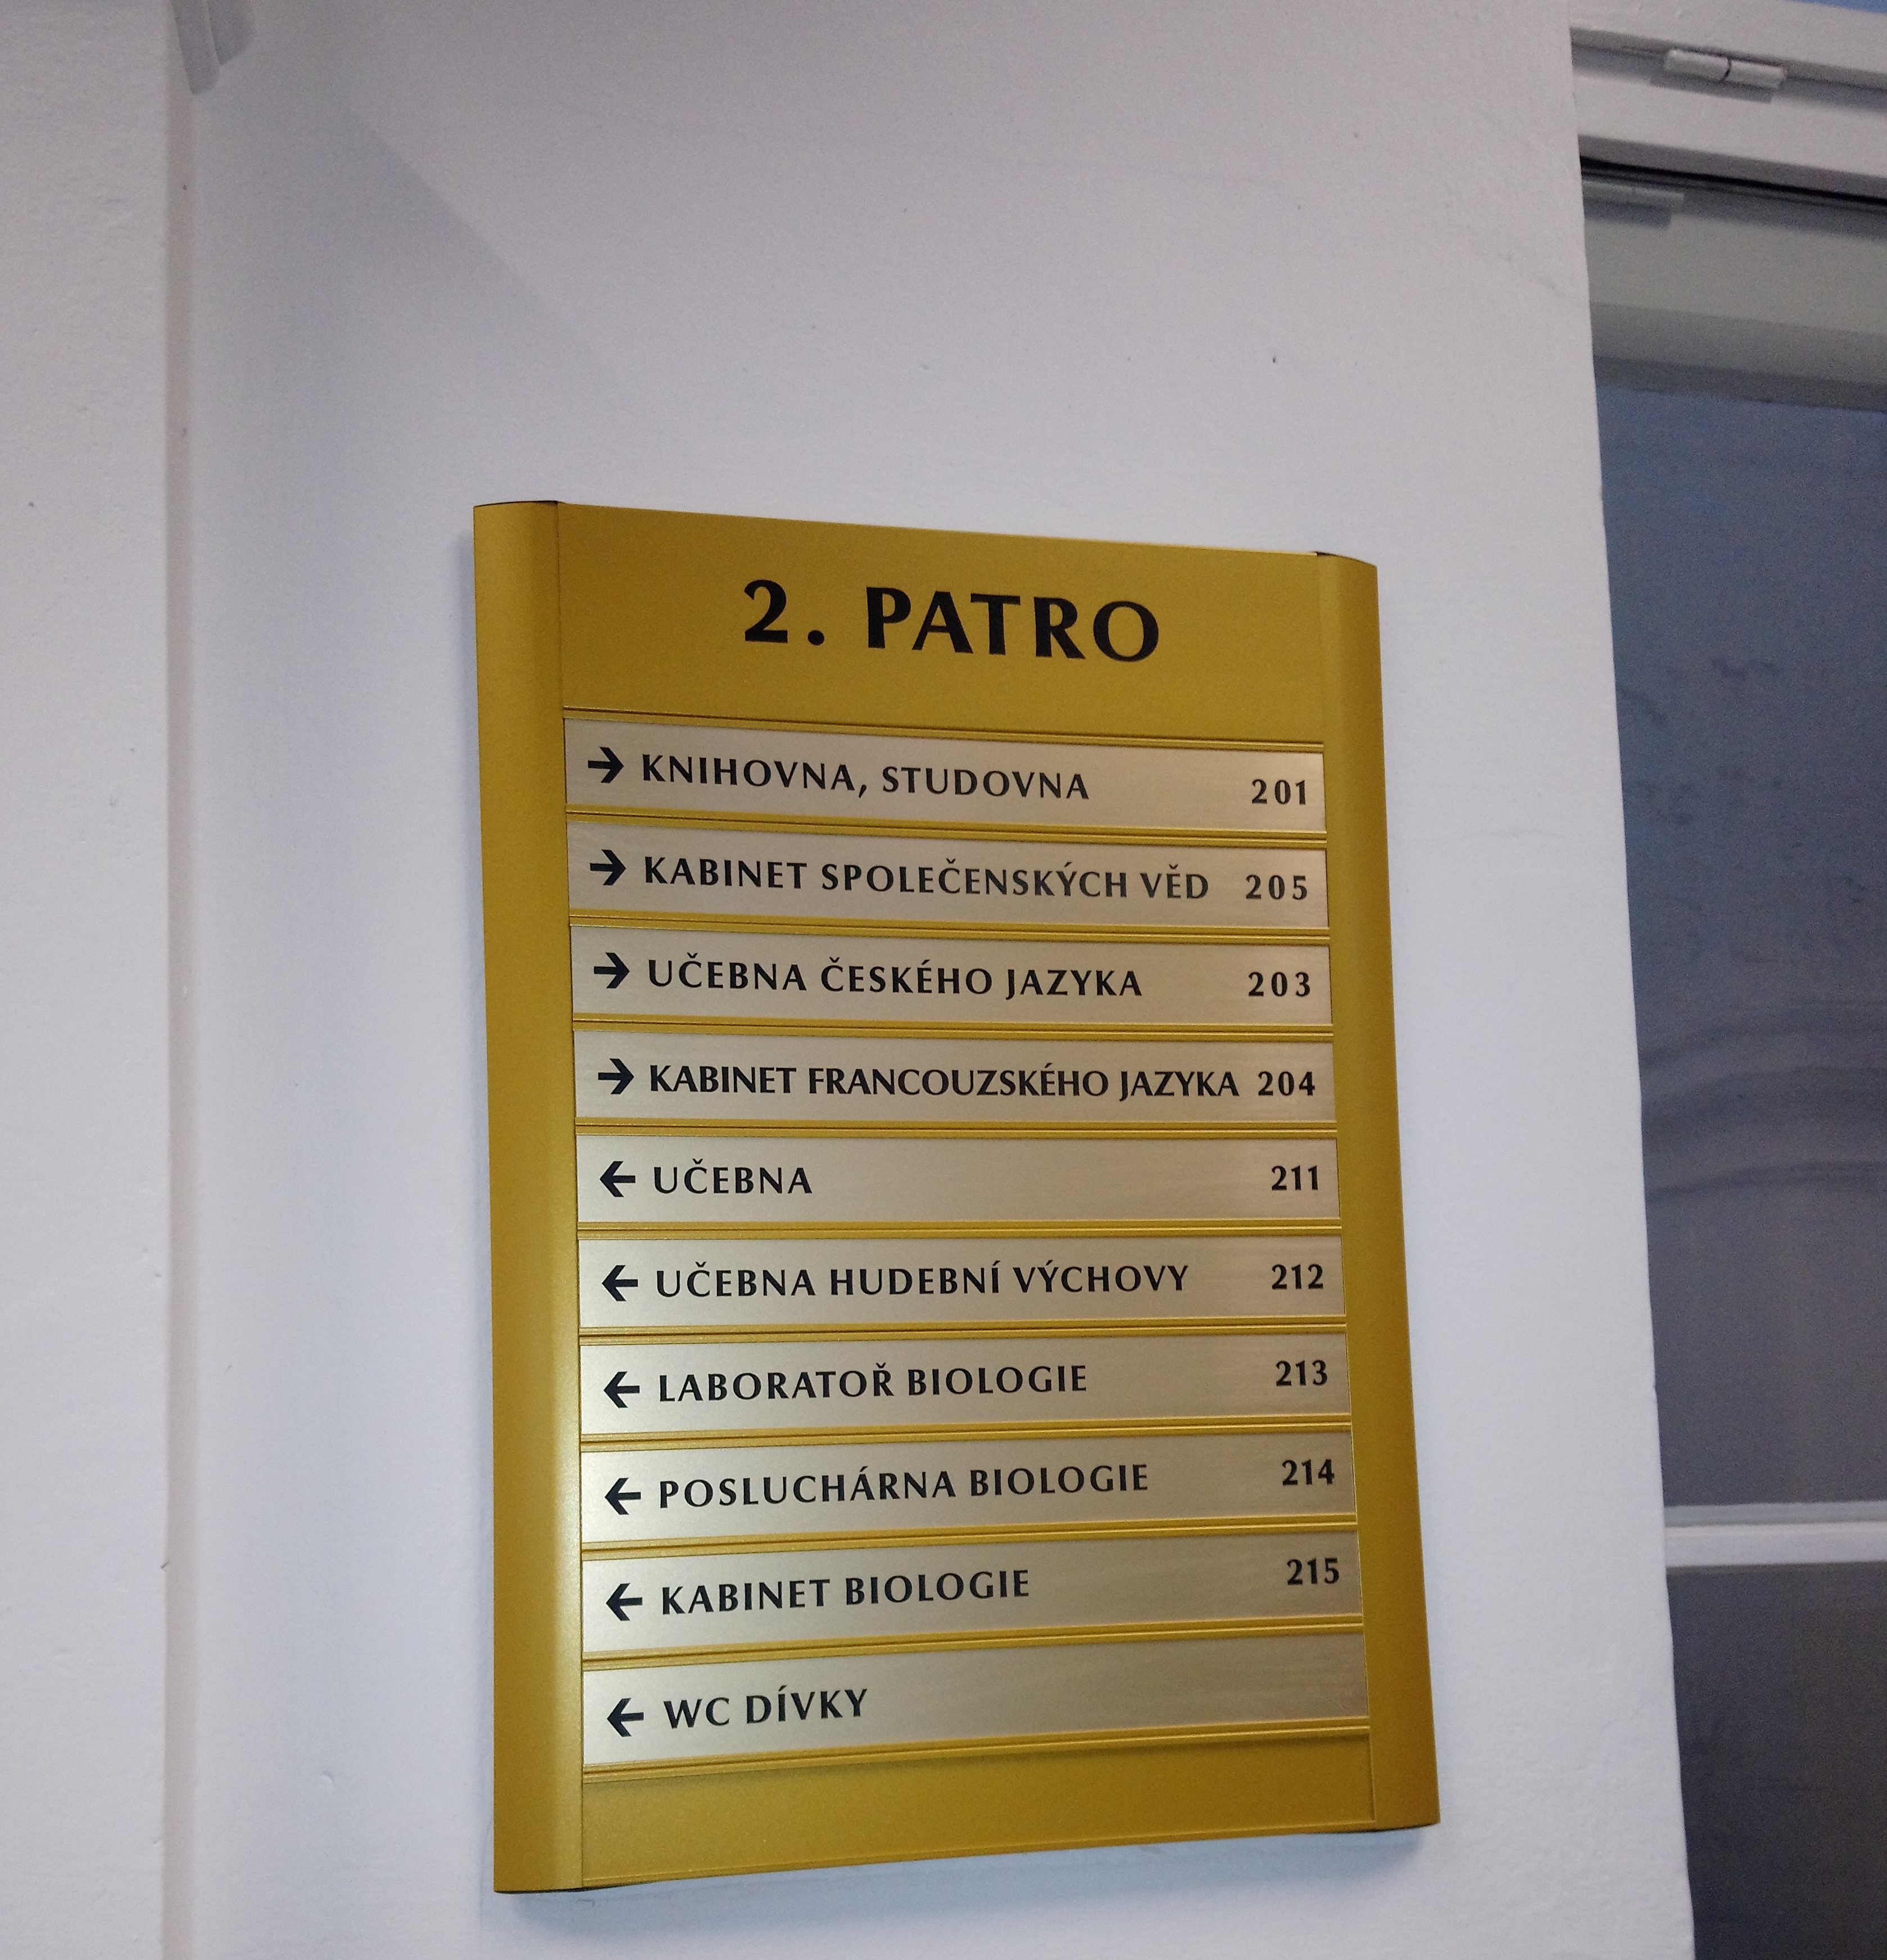 2. PATRO
→ KNIHOVNA, STUDOVNA 201
→ KABINET SPOLEČENSKÝCH VĚD 205
→ UČEBNA ČESKÉHO JAZYKA 203
→ KABINET FRANCOUZSKÉHO JAZYKA 204
← UČEBNA 211
← UČEBNA HUDEBNÍ VÝCHOVY 212
← LABORATOŘ BIOLOGIE 213
← POSLUCHÁRNA BIOLOGIE 214
← KABINET BIOLOGIE 215
← WC DÍVKY